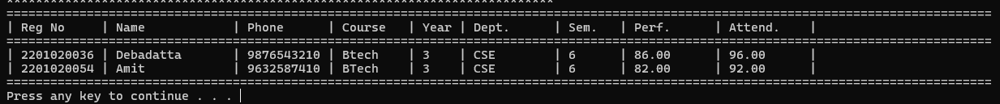 ***************************************************************************
=======================================================================================================================================
| Reg No     | Name            | Phone      | Course   | Year | Dept.      | Sem.   | Perf.      | Attend.    |
=======================================================================================================================================
| 2201020036 | Debadatta       | 9876543210 | Btech    | 3    | CSE        | 6      | 86.00      | 96.00      |
| 2201020054 | Amit            | 9632587410 | BTech    | 3    | CSE        | 6      | 82.00      | 92.00      |
=======================================================================================================================================
Press any key to continue . . .